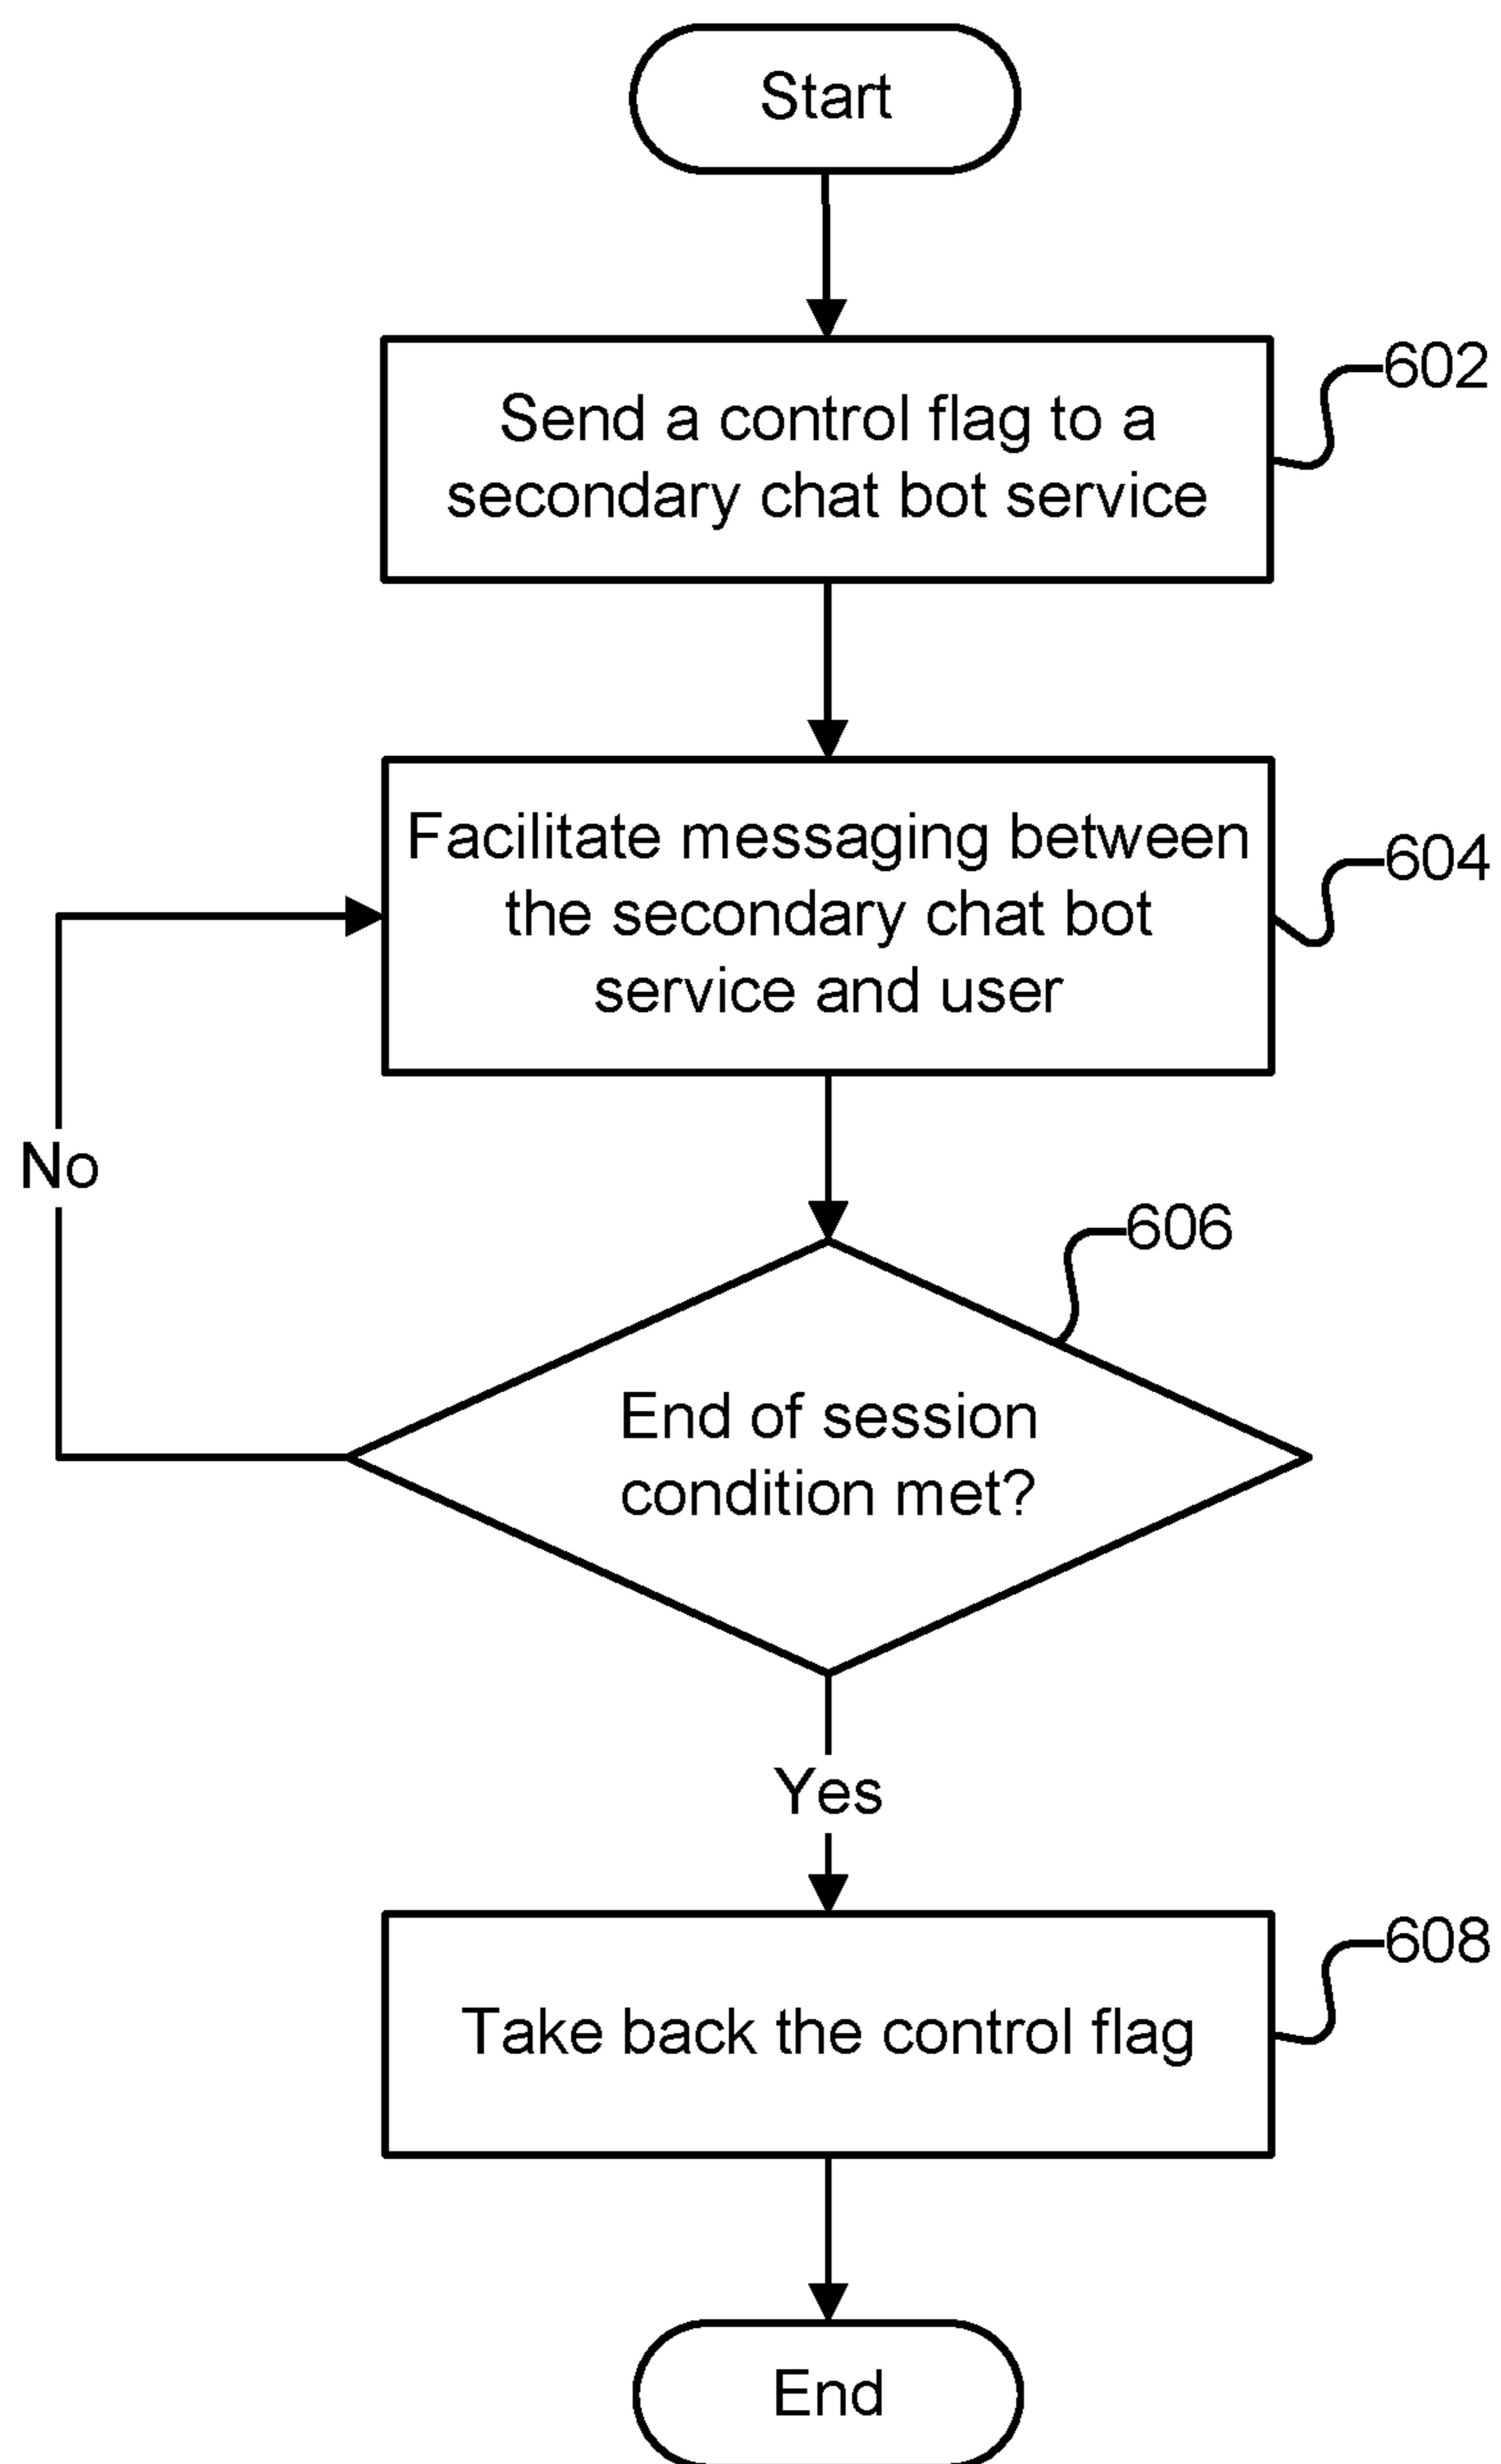 Start
Send a control flag to a
secondary chat bot service
602
Facilitate messaging between
the secondary chat bot
service and user
604
No
606
End of session
condition met?
Yes
Take back the control flag
608
End